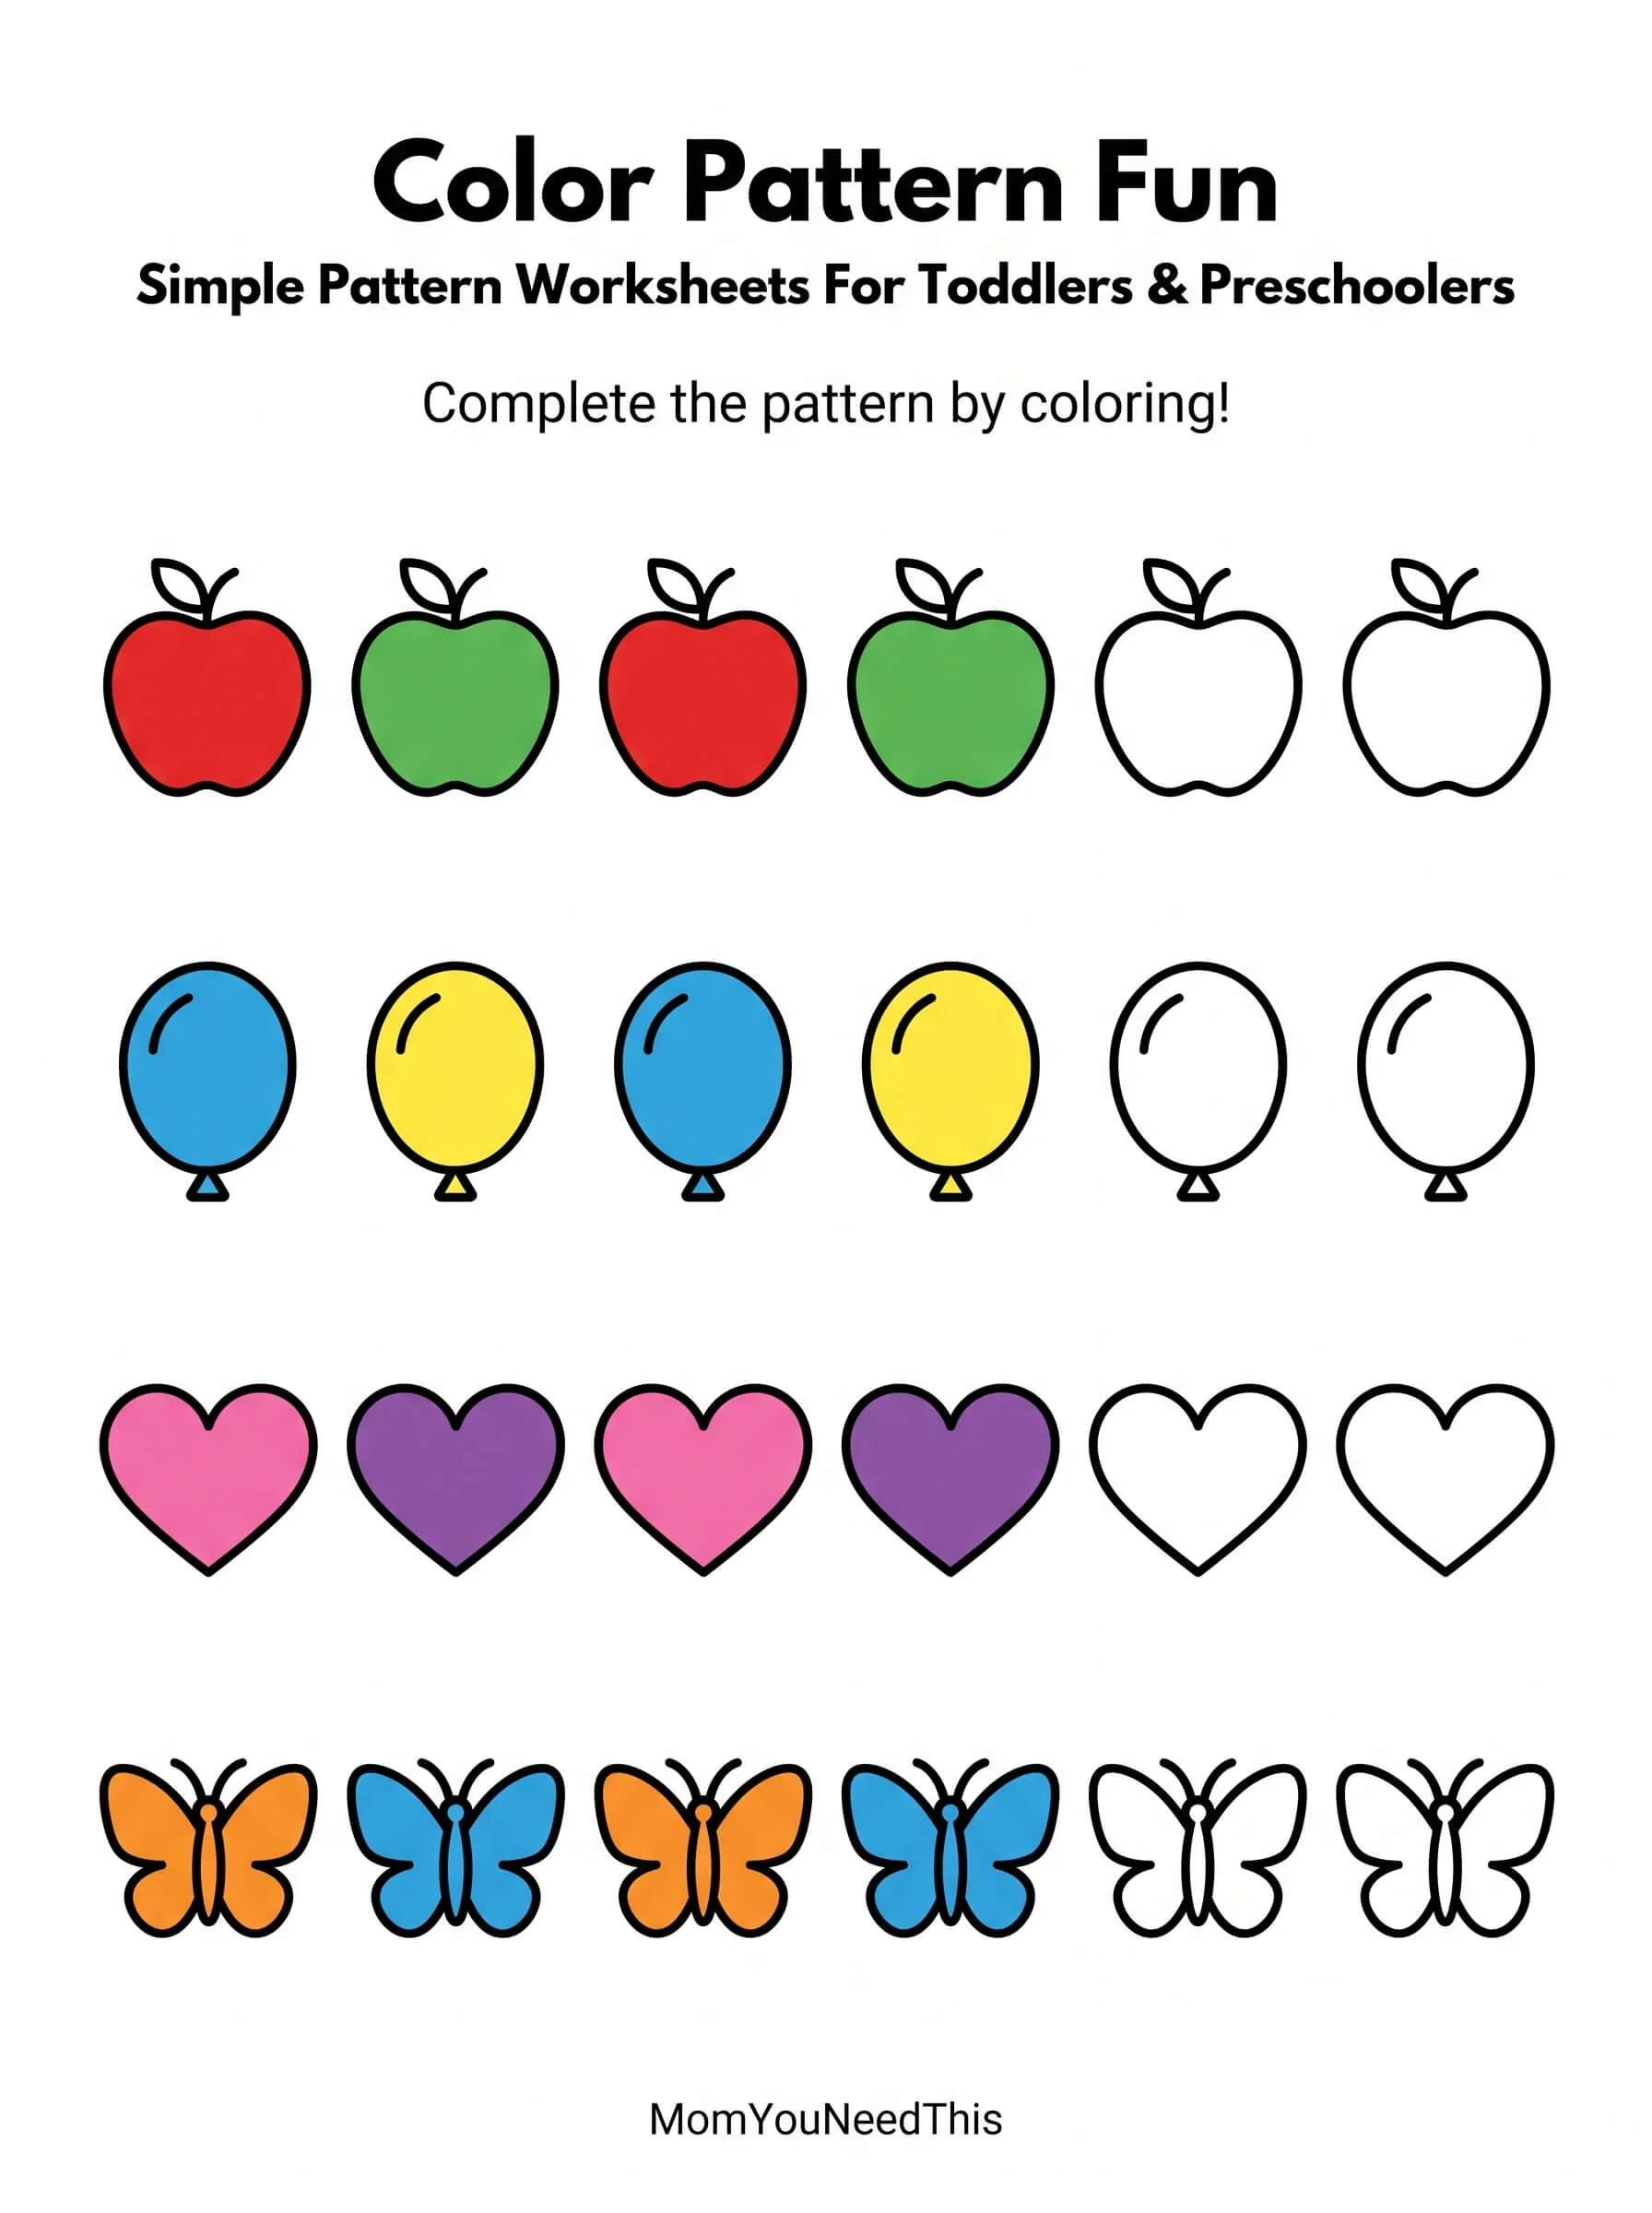 Color Pattern Fun
Simple Pattern Worksheets For Toddlers & Preschoolers
Complete the pattern by coloring!
MomYouNeedThis